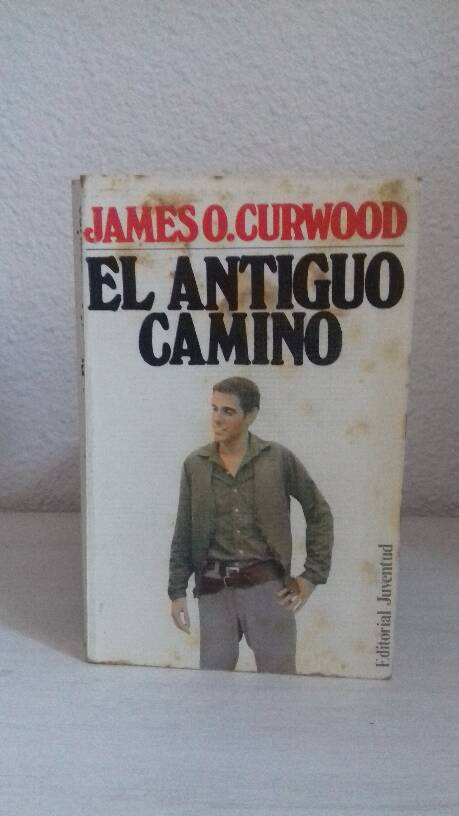 JAMES O. CURWOOD
EL ANTIGUO
CAMINO
Editorial Juventud